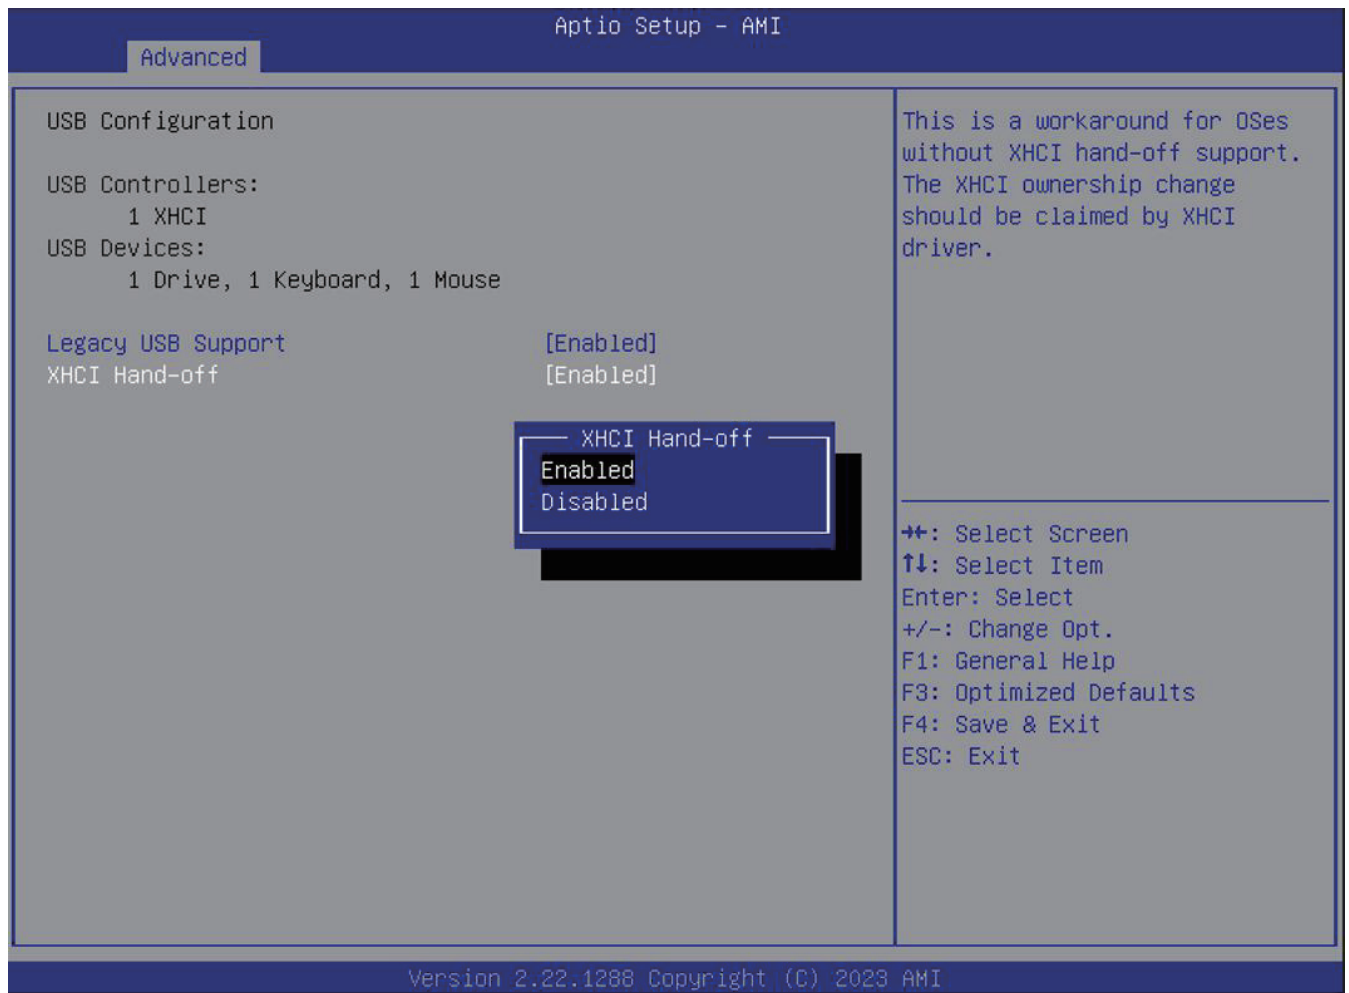 Aptio Setup – AMI
Advanced
USB Configuration
USB Controllers:
1 XHCI
USB Devices:
1 Drive, 1 Keyboard, 1 Mouse
Legacy USB Support [Enabled]
XHCI Hand-off [Enabled]
XHCI Hand-off
Enabled
Disabled
This is a workaround for OSes
without XHCI hand-off support.
The XHCI ownership change
should be claimed by XHCI
driver.
→←: Select Screen
↑↓: Select Item
Enter: Select
+/-: Change Opt.
F1: General Help
F3: Optimized Defaults
F4: Save & Exit
ESC: Exit
Version 2.22.1288 Copyright (C) 2023 AMI